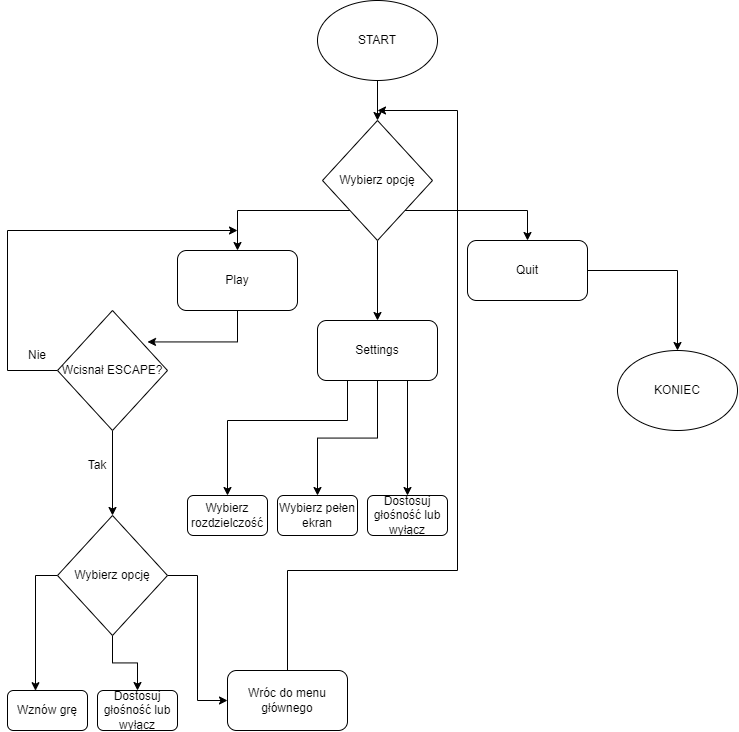 START
Wybierz opcję
Play
Quit
Settings
Nie
Wcisnał ESCAPE?
KONIEC
Tak
Wybierz
rozdzielczość
Wybierz pełen
ekran
Dostosuj
głośność lub
wyłacz
Wybierz opcję
Wznów grę
Dostosuj
głośność lub
wyłacz
Wróc do menu
głównego